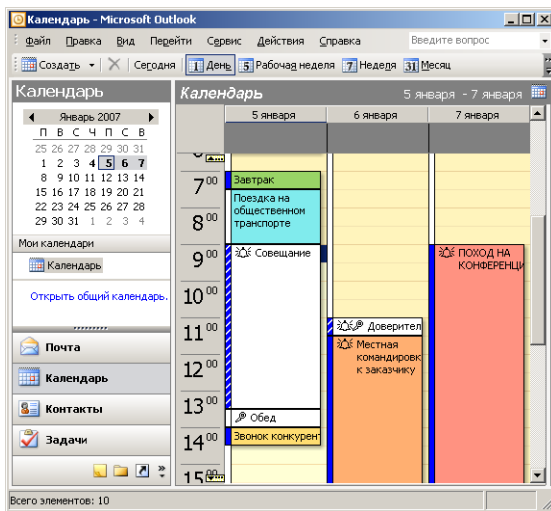 Календарь - Microsoft Outlook
Файл Правка Вид Перейти Сервис Действия Справка Введите вопрос
Создать Сегодня 1 День 5 Рабочая неделя 7 Неделя 31 Месяц
Календарь
Январь 2007
П В С Ч П С В
25 26 27 28 29 30 31
1 2 3 4 5 6 7
8 9 10 11 12 13 14
15 16 17 18 19 20 21
22 23 24 25 26 27 28
29 30 31 1 2 3 4
Мои календари
Календарь
Открыть общий календарь.
Почта
Календарь
Контакты
Задачи
Календарь 5 января - 7 января
5 января 6 января 7 января
7 00 Завтрак
Поездка на
общественном
8 00 транспорте
9 00 Совещание ПОХОД НА
КОНФЕРЕНЦИ
10 00
11 00 Доверител
Местная
командировк
12 00 к заказчику
13 00
Обед
14 00 Звонок конкурент
15 00
Всего элементов: 10